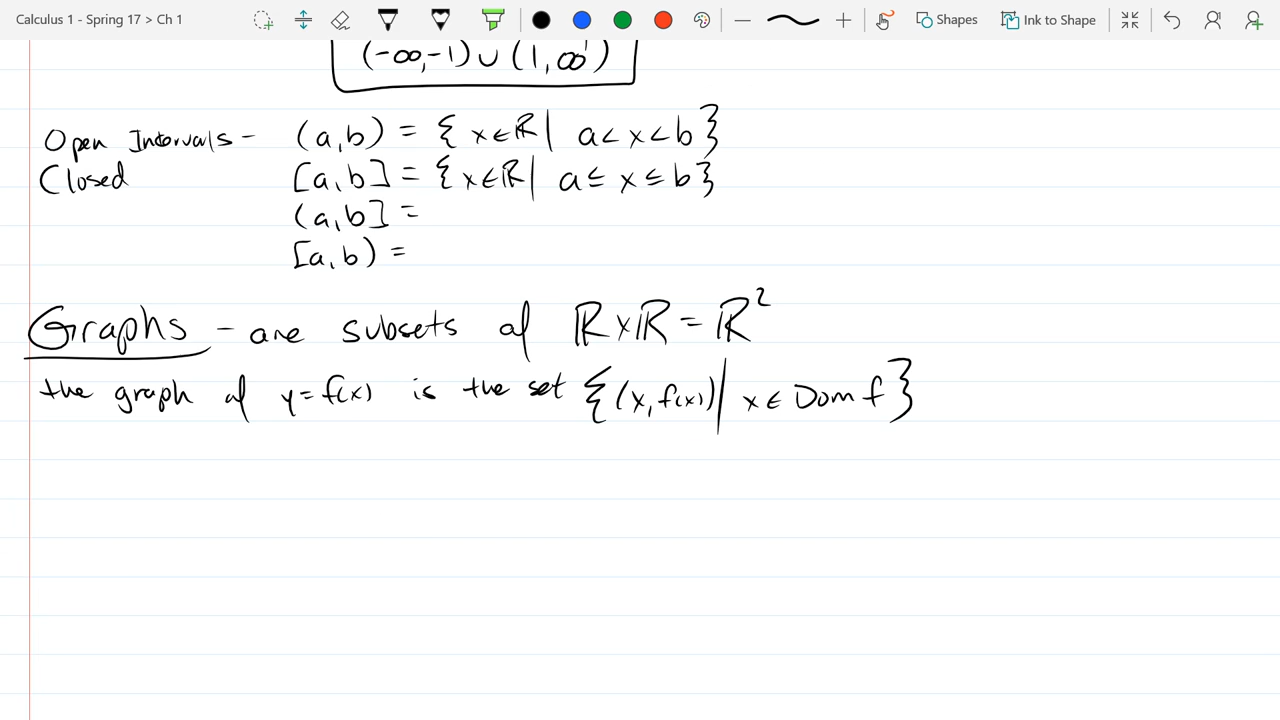 Calculus 1 - Spring 17 > Ch 1
Shapes
Ink to Shape
(-∞,-1)∪(1,∞)
Open Intervals - (a,b) = {x∈ℝ| a<x<b}
Closed [a,b] = {x∈ℝ| a≤x≤b}
(a,b] =
[a,b) =
Graphs - are subsets of ℝ×ℝ=ℝ²
the graph of y=f(x) is the set {(x,f(x))| x∈Dom f}